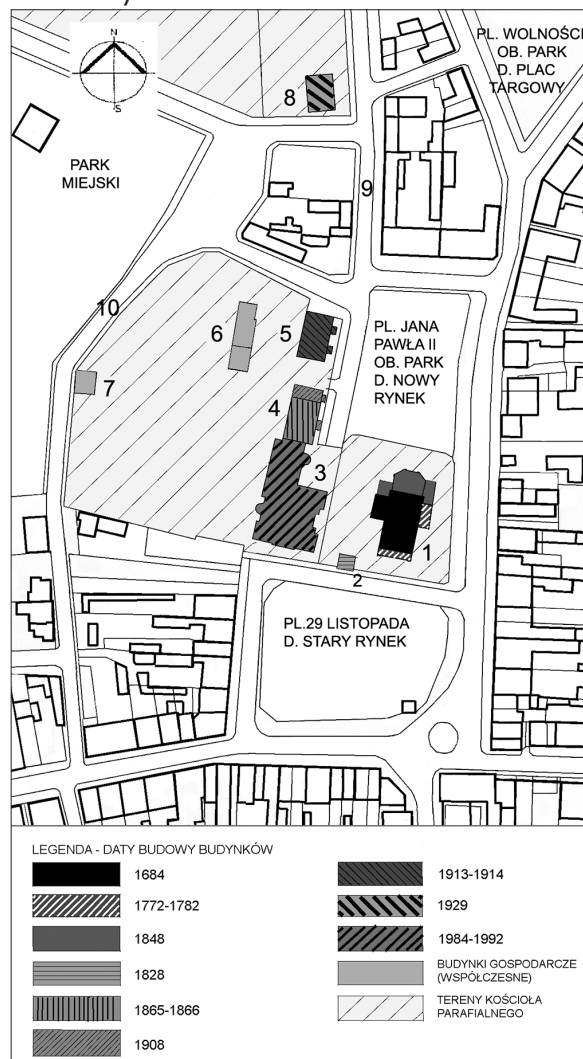 N
S
PL. WOLNOŚCI
OB. PARK
D. PLAC
TARGOWY
8
PARK
MIEJSKI
9
10
6
5
PL. JANA
PAWŁA II
OB. PARK
D. NOWY
RYNEK
7
4
3
1
2
PL.29 LISTOPADA
D. STARY RYNEK
LEGENDA - DATY BUDOWY BUDYNKÓW
1684
1772-1782
1848
1828
1865-1866
1908
1913-1914
1929
1984-1992
BUDYNKI GOSPODARCZE
(WSPÓŁCZESNE)
TERENY KOŚCIOŁA
PARAFIALNEGO